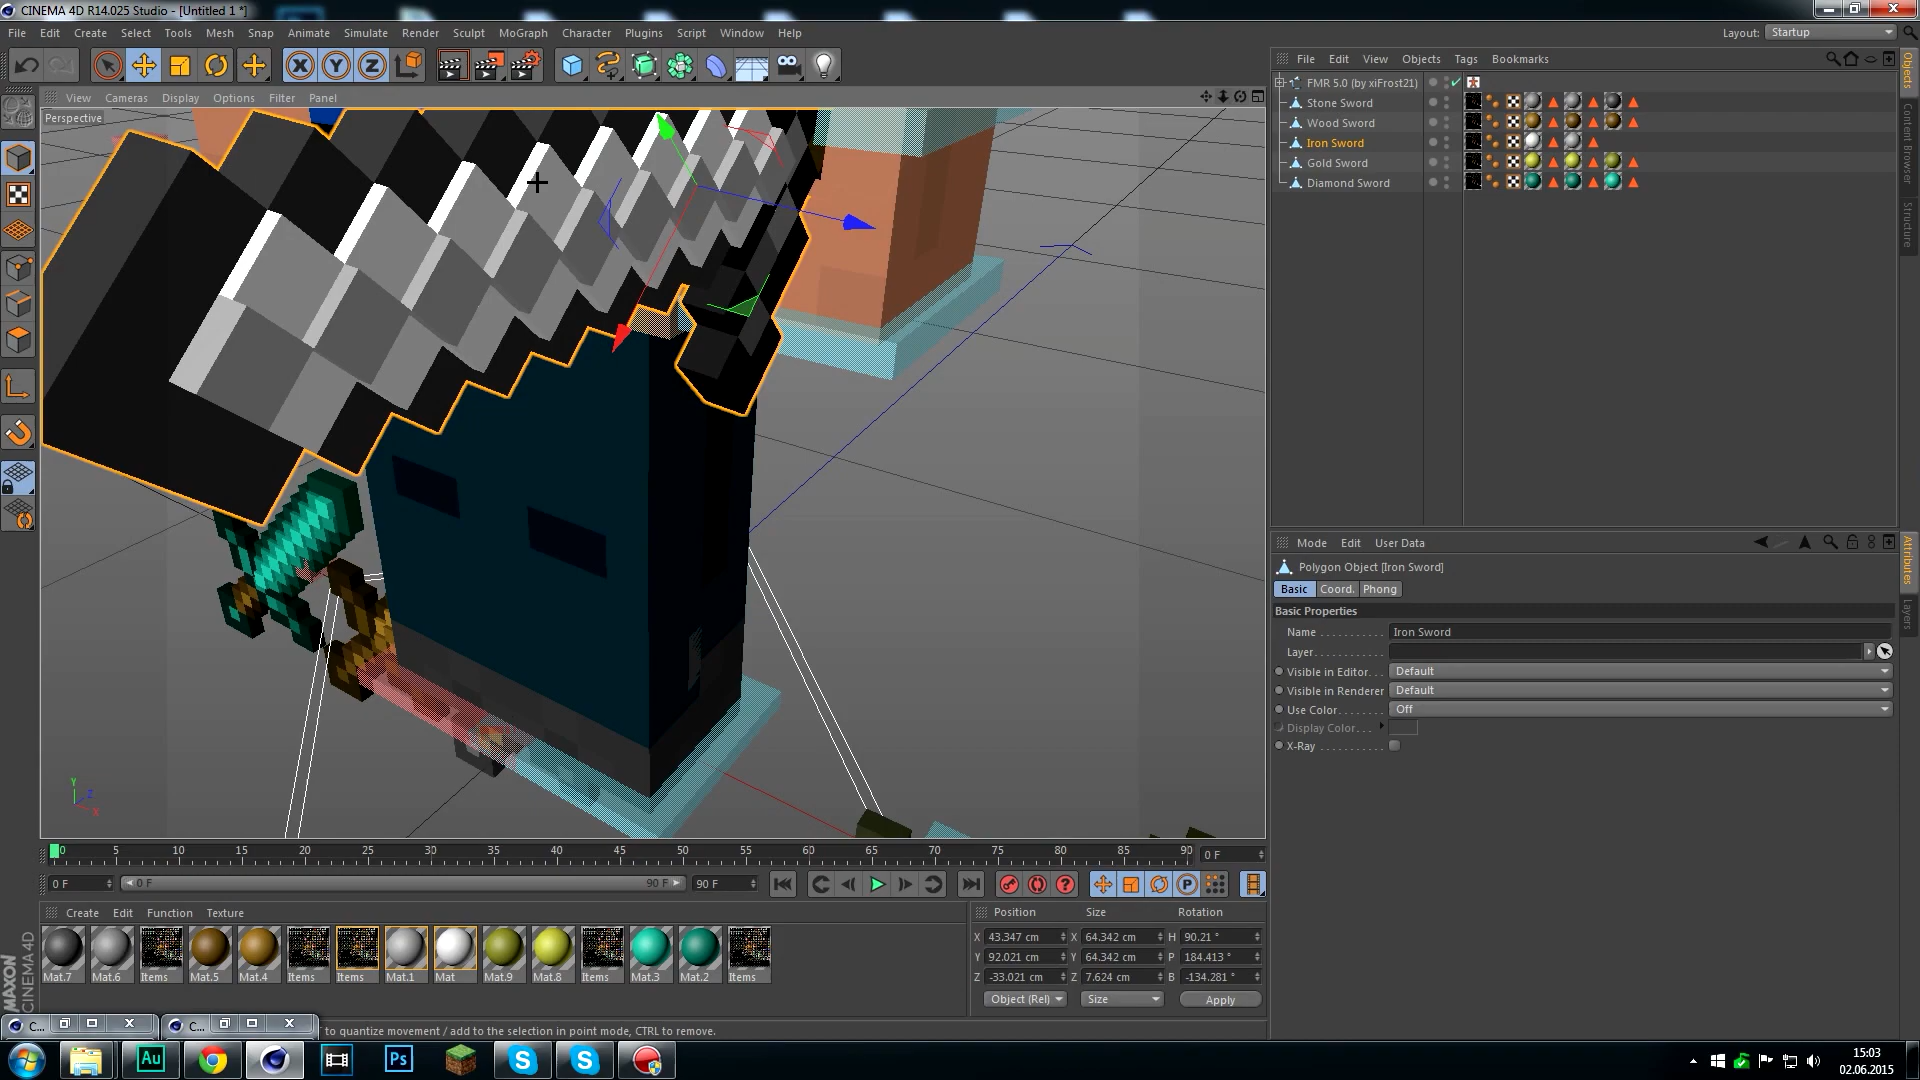 CINEMA 4D R14.025 Studio - [Untitled 1 *]
File Edit Create Select Tools Mesh Snap Animate Simulate Render Sculpt MoGraph Character Plugins Script Window Help
Layout: Startup
X Y Z
View Cameras Display Options Filter Panel
Perspective
Y Z X
File Edit View Objects Tags Bookmarks
FMR 5.0 (by xiFrost21)
Stone Sword
Wood Sword
Iron Sword
Gold Sword
Diamond Sword
Objects
Content Browser
Structure
Mode Edit User Data
Polygon Object [Iron Sword]
Basic Coord. Phong
Basic Properties
Name Iron Sword
Layer
Visible in Editor Default
Visible in Renderer Default
Use Color Off
Display Color
X-Ray
Attributes
Layers
0 5 10 15 20 25 30 35 40 45 50 55 60 65 70 75 80 85 90 0 F
0 F 0 F 90 F 90 F
Create Edit Function Texture
Mat.7 Mat.6 Items Mat.5 Mat.4 Items Items Mat.1 Mat Mat.9 Mat.8 Items Mat.3 Mat.2 Items
Position Size Rotation
X 43.347 cm X 64.342 cm H 90.21 °
Y 92.021 cm Y 64.342 cm P 184.413 °
Z -33.021 cm Z 7.624 cm B -134.281 °
Object (Rel) Size Apply
MAXON
CINEMA 4D
C... C... to quantize movement / add to the selection in point mode, CTRL to remove.
Au Ps
15:03
02.06.2015